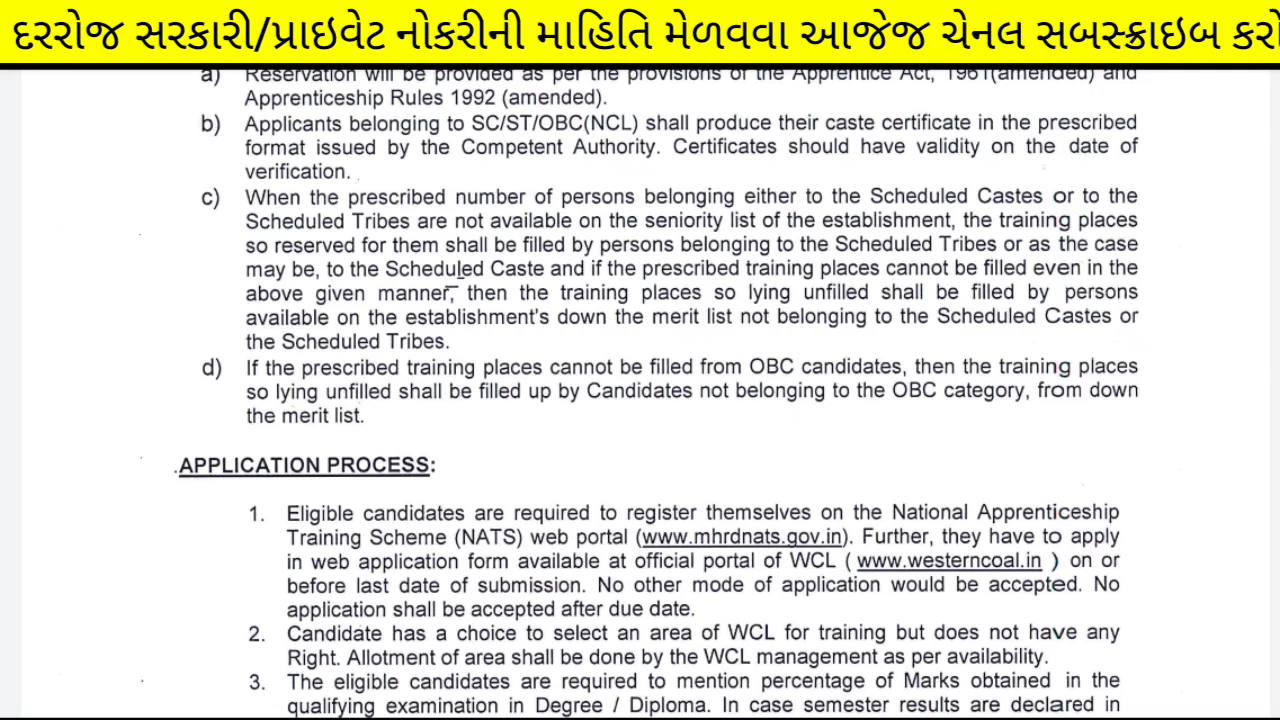 દરરોજ સરકારી/પ્રાઇવેટ નોકરીની માહિતિ મેળવવા આજેજ ચેનલ સબસ્ક્રાઇબ કરો
a) Reservation will be provided as per the provisions of the Apprentice Act, 1961(amended) and
Apprenticeship Rules 1992 (amended).
b) Applicants belonging to SC/ST/OBC(NCL) shall produce their caste certificate in the prescribed
format issued by the Competent Authority. Certificates should have validity on the date of
verification.
c) When the prescribed number of persons belonging either to the Scheduled Castes or to the
Scheduled Tribes are not available on the seniority list of the establishment, the training places
so reserved for them shall be filled by persons belonging to the Scheduled Tribes or as the case
may be, to the Scheduled Caste and if the prescribed training places cannot be filled even in the
above given manner, then the training places so lying unfilled shall be filled by persons
available on the establishment's down the merit list not belonging to the Scheduled Castes or
the Scheduled Tribes.
d) If the prescribed training places cannot be filled from OBC candidates, then the training places
so lying unfilled shall be filled up by Candidates not belonging to the OBC category, from down
the merit list.
.APPLICATION PROCESS:
1. Eligible candidates are required to register themselves on the National Apprenticeship
Training Scheme (NATS) web portal (www.mhrdnats.gov.in). Further, they have to apply
in web application form available at official portal of WCL ( www.westerncoal.in ) on or
before last date of submission. No other mode of application would be accepted. No
application shall be accepted after due date.
2. Candidate has a choice to select an area of WCL for training but does not have any
Right. Allotment of area shall be done by the WCL management as per availability.
3. The eligible candidates are required to mention percentage of Marks obtained in the
qualifying examination in Degree / Diploma. In case semester results are declared in